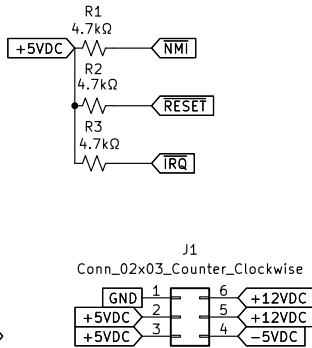 R1
4.7kΩ
+5VDC NMI
R2
4.7kΩ
RESET
R3
4.7kΩ
IRQ
J1
Conn_02x03_Counter_Clockwise
GND 1 6 +12VDC
+5VDC 2 5 +12VDC
+5VDC 3 4 -5VDC